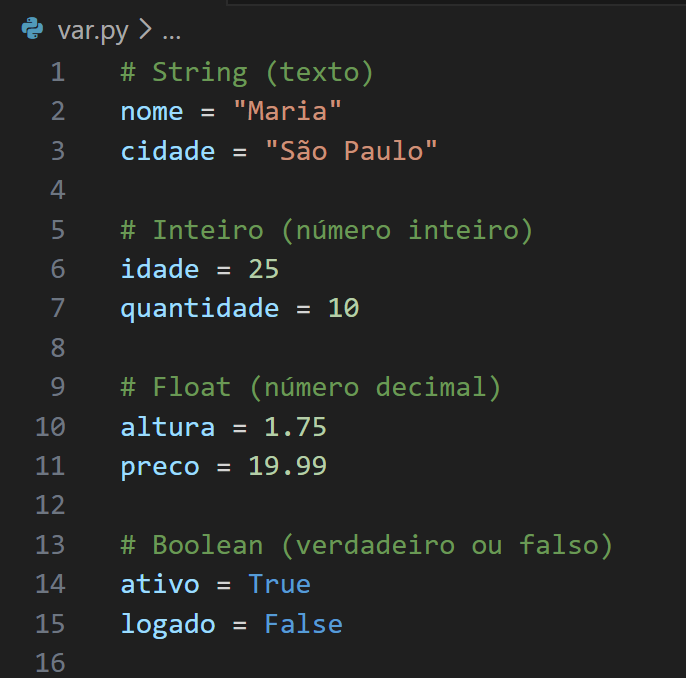 var.py > ...
1 # String (texto)
2 nome = "Maria"
3 cidade = "São Paulo"
4
5 # Inteiro (número inteiro)
6 idade = 25
7 quantidade = 10
8
9 # Float (número decimal)
10 altura = 1.75
11 preco = 19.99
12
13 # Boolean (verdadeiro ou falso)
14 ativo = True
15 logado = False
16